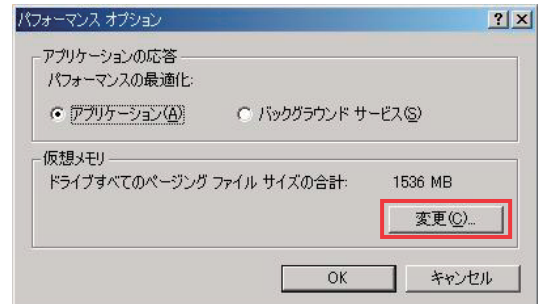 パフォーマンス オプション
アプリケーションの応答
パフォーマンスの最適化:
アプリケーション(A) バックグラウンド サービス(S)
仮想メモリ
ドライブすべてのページング ファイル サイズの合計: 1536 MB
変更(C)...
OK キャンセル